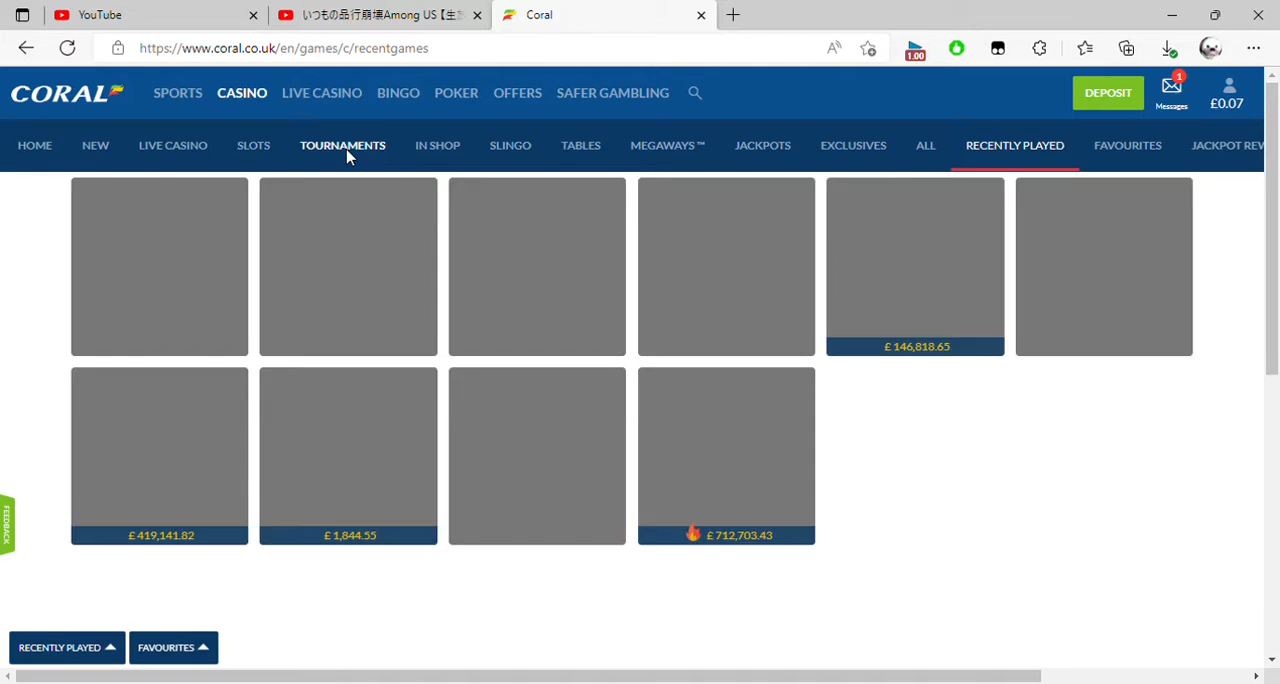 YouTube
いつもの品行崩壊Among US【生
Coral
https://www.coral.co.uk/en/games/c/recentgames
1.00
CORAL
SPORTS CASINO LIVE CASINO BINGO POKER OFFERS SAFER GAMBLING
DEPOSIT
1
Messages
£0.07
HOME NEW LIVE CASINO SLOTS TOURNAMENTS IN SHOP SLINGO TABLES MEGAWAYS™ JACKPOTS EXCLUSIVES ALL RECENTLY PLAYED FAVOURITES JACKPOT REW
£ 146,818.65
£ 419,141.82
£ 1,844.55
£ 712,703.43
FEEDBACK
RECENTLY PLAYED
FAVOURITES